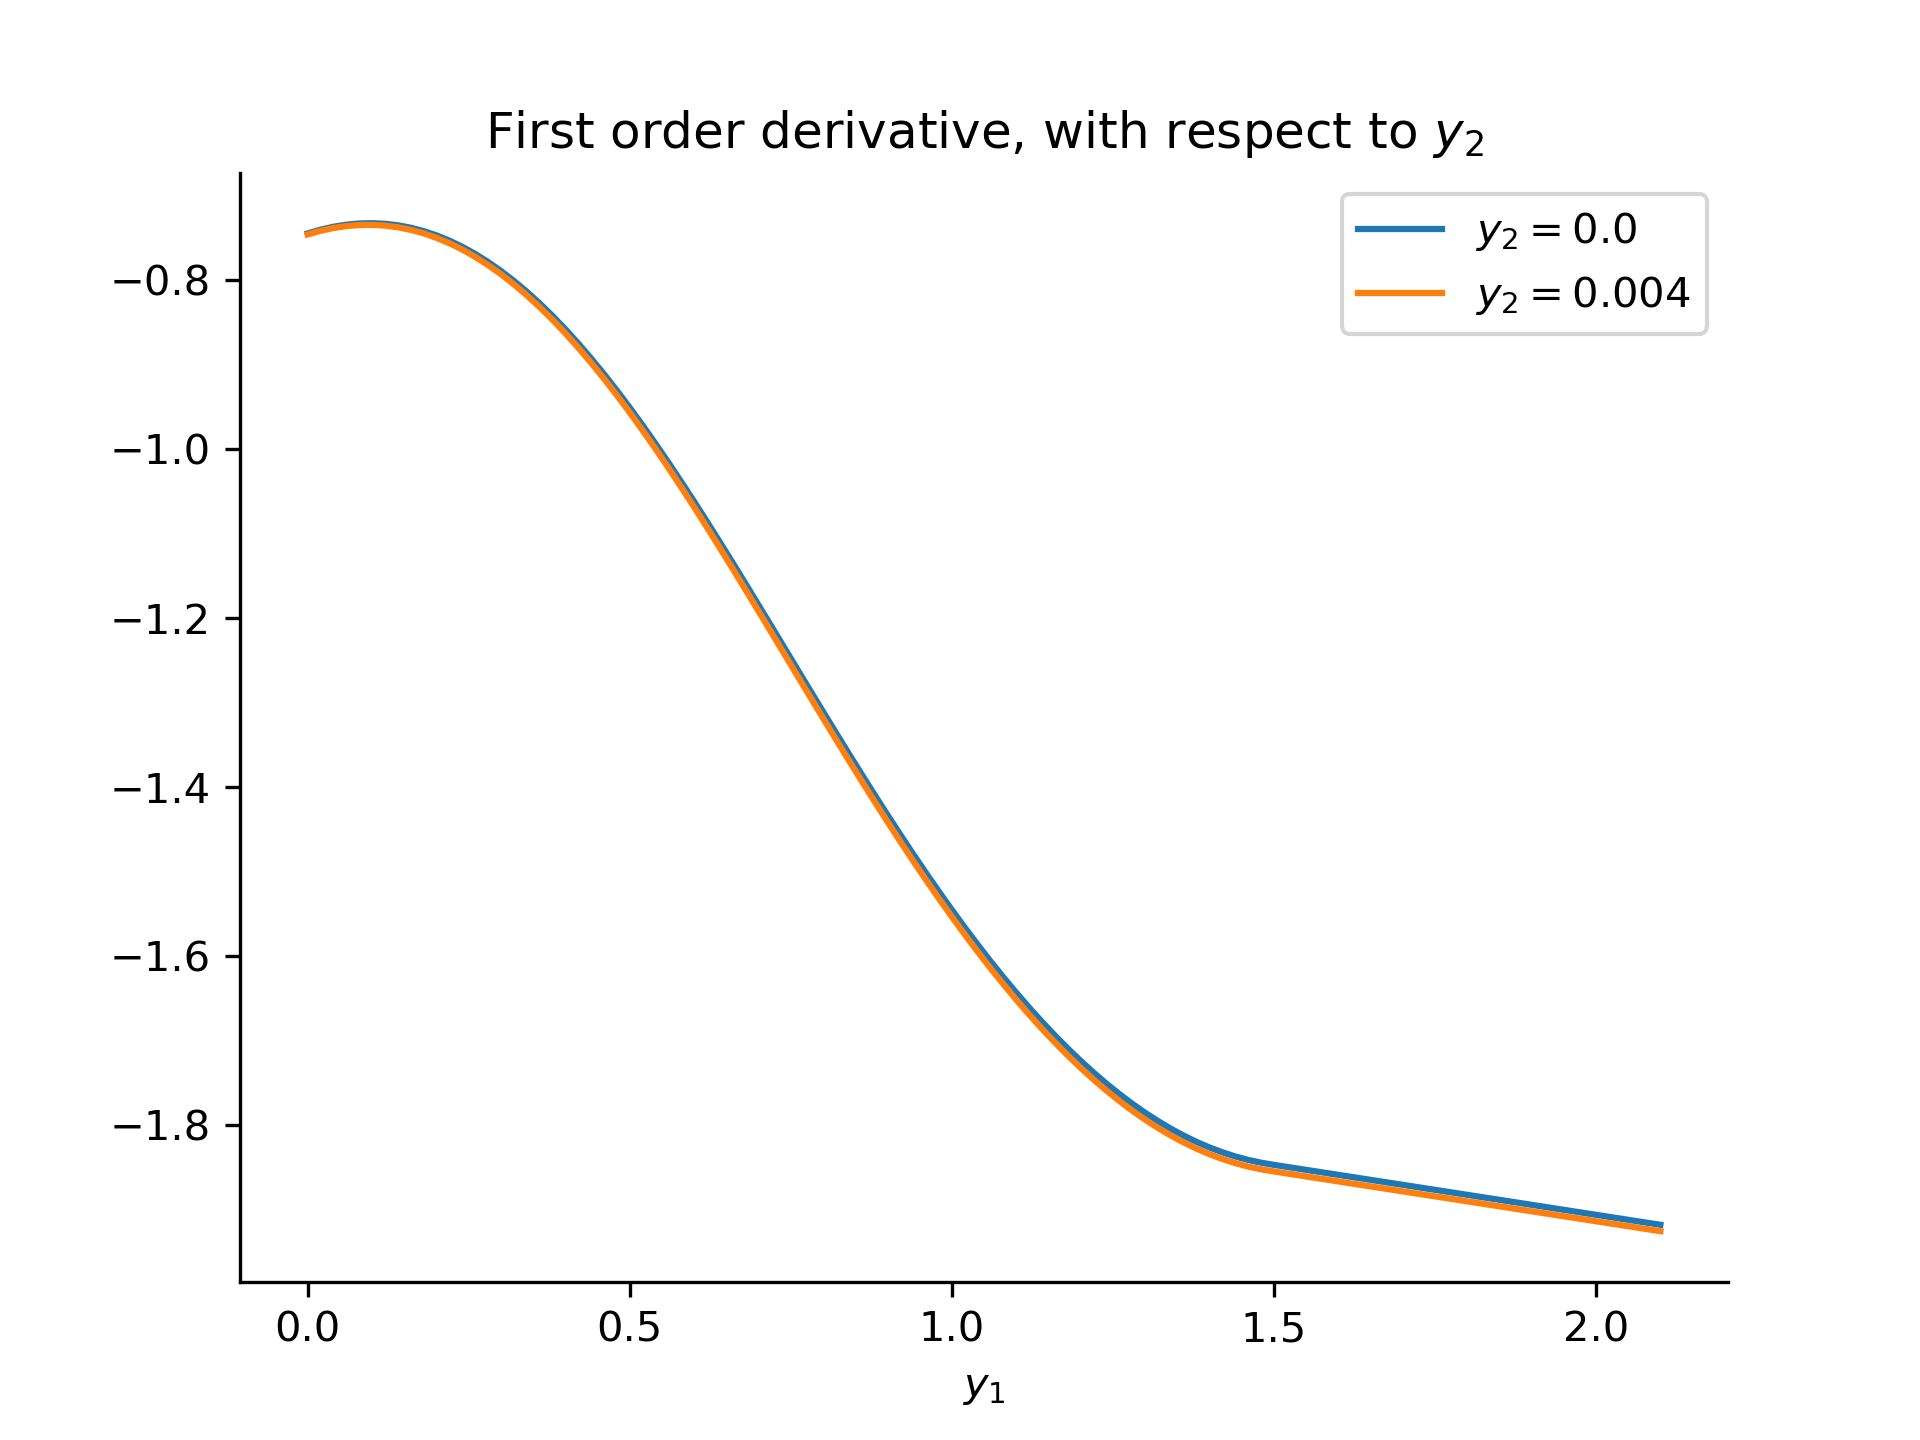 First order derivative, with respect to y₂
y₂ = 0.0
y₂ = 0.004
−0.8
−1.0
−1.2
−1.4
−1.6
−1.8
0.0 0.5 1.0 1.5 2.0
y₁